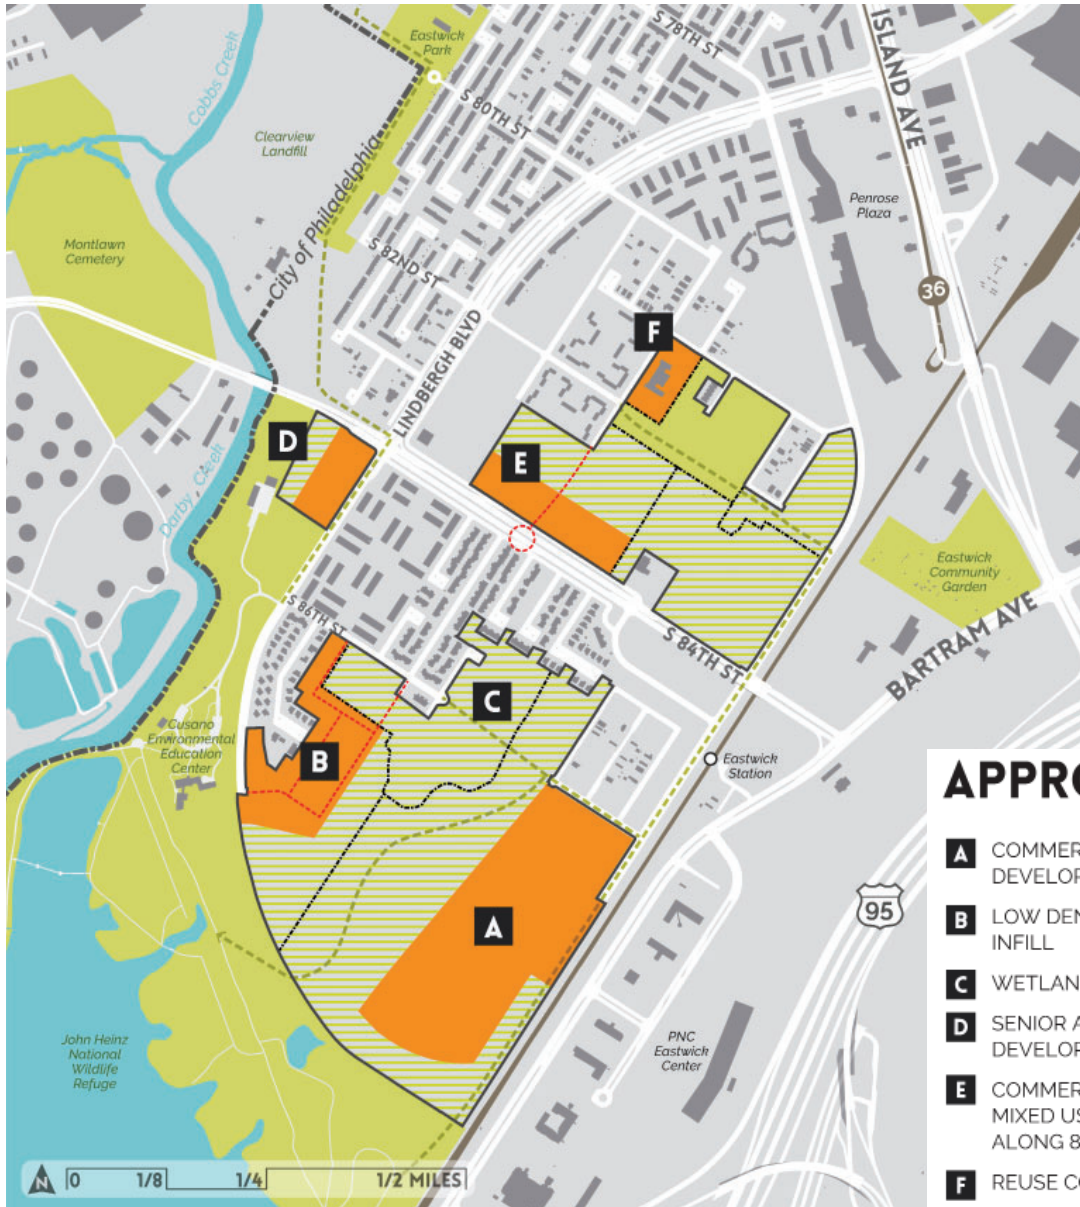 Eastwick
Park
S 78TH ST
ISLAND AVE
Cobbs Creek
S 80TH ST
Clearview
Landfill
City of Philadelphia
Penrose
Plaza
Montlawn
Cemetery
S 82ND ST
36
LINDBERGH BLVD
F
D
E
Darby Creek
Eastwick
Community
Garden
S 86TH ST
S 84TH ST
BARTRAM AVE
C
Cusano
Environmental
Education
Center
B
Eastwick
Station
A
95
John Heinz
National
Wildlife
Refuge
PNC
Eastwick
Center
N
0 1/8 1/4 1/2 MILES
APPRO
A COMMER
DEVELOP
B LOW DEN
INFILL
C WETLAN
D SENIOR A
DEVELOP
E COMMER
MIXED US
ALONG 8
F REUSE CO